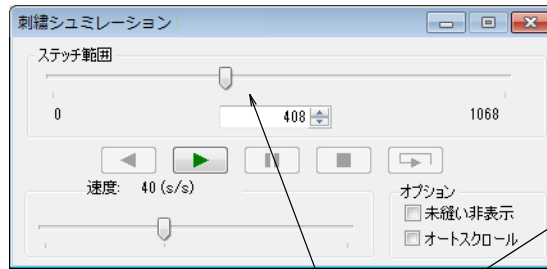 刺繍シュミレーション
ステッチ範囲
0 408 1068
速度: 40 (s/s)
オプション
未縫い非表示
オートスクロール